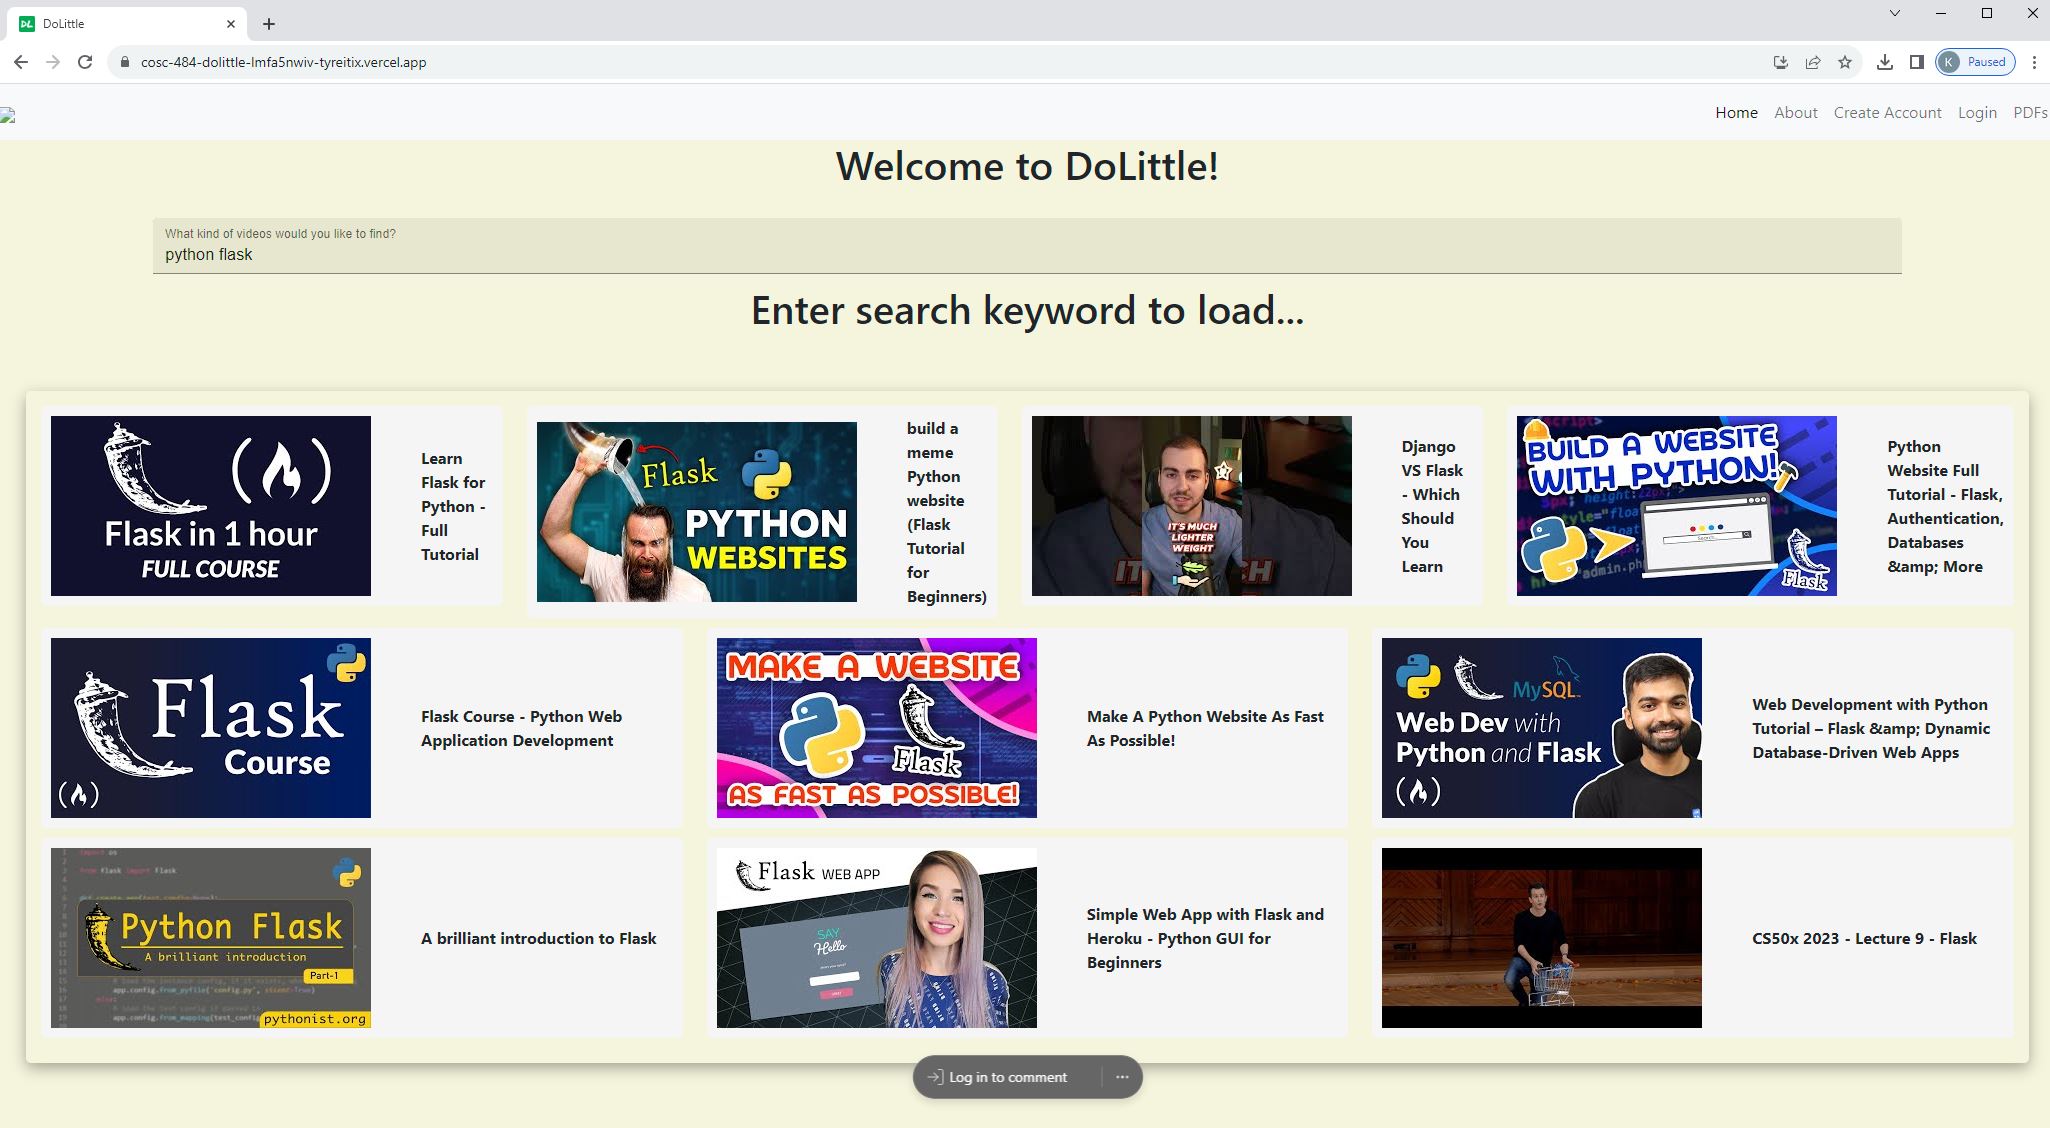 DL DoLittle
cosc-484-dolittle-lmfa5nwiv-tyreitix.vercel.app
K Paused
Home About Create Account Login PDFs
Welcome to DoLittle!
What kind of videos would you like to find?
python flask
Enter search keyword to load...
Flask in 1 hour
FULL COURSE
Learn
Flask for
Python -
Full
Tutorial
Flask
PYTHON
WEBSITES
build a
meme
Python
website
(Flask
Tutorial
for
Beginners)
IT'S MUCH
LIGHTER
WEIGHT
Django
VS Flask
- Which
Should
You
Learn
BUILD A WEBSITE
WITH PYTHON!
Search...
Flask
Python
Website Full
Tutorial - Flask,
Authentication,
Databases
&amp; More
Flask
Course
Flask Course - Python Web
Application Development
MAKE A WEBSITE
Flask
AS FAST AS POSSIBLE!
Make A Python Website As Fast
As Possible!
MySQL
Web Dev with
Python and Flask
Web Development with Python
Tutorial – Flask &amp; Dynamic
Database-Driven Web Apps
import os
from flask import Flask
Python Flask
A brilliant introduction
Part-1
pythonist.org
A brilliant introduction to Flask
Flask WEB APP
SAY
Hello
Simple Web App with Flask and
Heroku - Python GUI for
Beginners
CS50x 2023 - Lecture 9 - Flask
Log in to comment